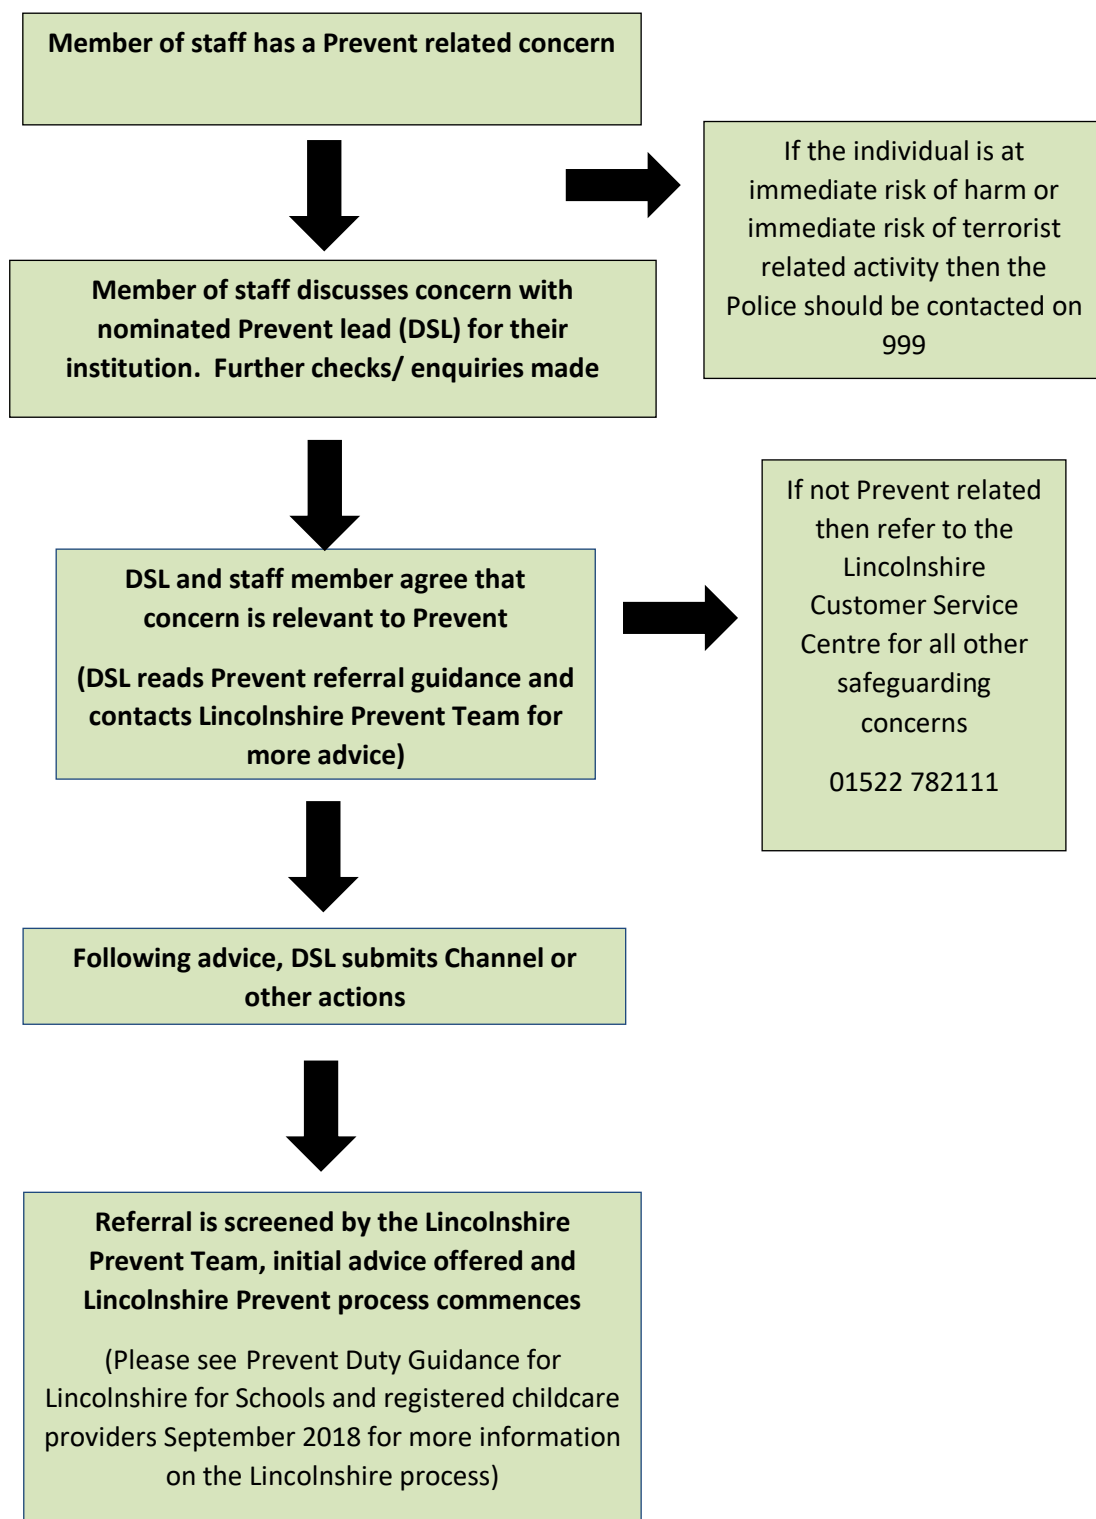 Member of staff has a Prevent related concern
If the individual is at
immediate risk of harm or
immediate risk of terrorist
related activity then the
Police should be contacted on
999
Member of staff discusses concern with
nominated Prevent lead (DSL) for their
institution.  Further checks/ enquiries made
If not Prevent related
then refer to the
Lincolnshire
Customer Service
Centre for all other
safeguarding
concerns
01522 782111
DSL and staff member agree that
concern is relevant to Prevent
(DSL reads Prevent referral guidance and
contacts Lincolnshire Prevent Team for
more advice)
Following advice, DSL submits Channel or
other actions
Referral is screened by the Lincolnshire
Prevent Team, initial advice offered and
Lincolnshire Prevent process commences
(Please see Prevent Duty Guidance for
Lincolnshire for Schools and registered childcare
providers September 2018 for more information
on the Lincolnshire process)